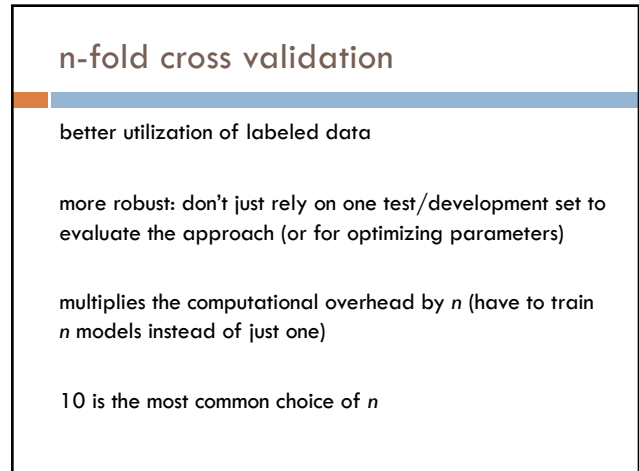 n-fold cross validation
better utilization of labeled data
more robust: don't just rely on one test/development set to
evaluate the approach (or for optimizing parameters)
multiplies the computational overhead by n (have to train
n models instead of just one)
10 is the most common choice of n